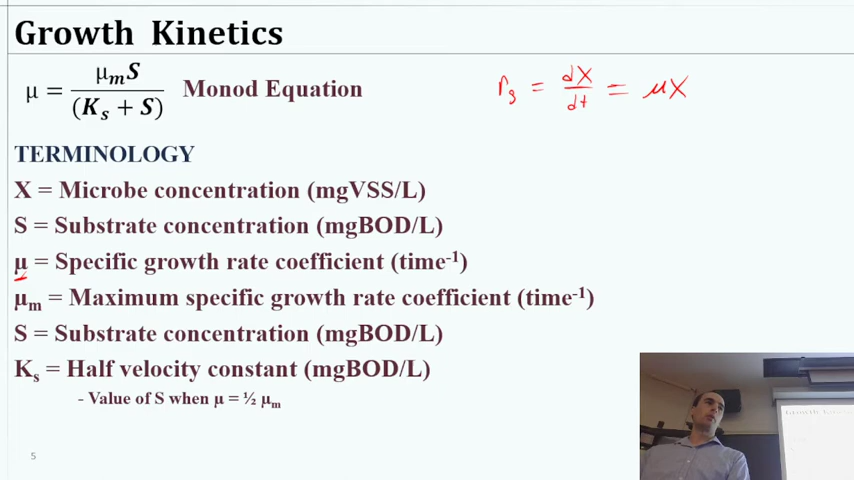 Growth Kinetics
μ = μₘS / (Kₛ + S) Monod Equation
r_g = dX/dt = μX
TERMINOLOGY
X = Microbe concentration (mgVSS/L)
S = Substrate concentration (mgBOD/L)
μ = Specific growth rate coefficient (time⁻¹)
μₘ = Maximum specific growth rate coefficient (time⁻¹)
S = Substrate concentration (mgBOD/L)
Kₛ = Half velocity constant (mgBOD/L)
- Value of S when μ = ½ μₘ
5